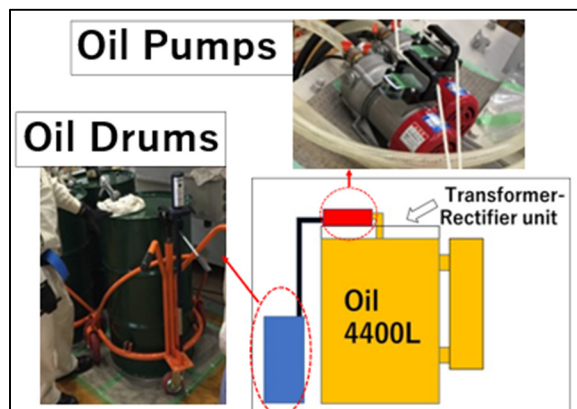 Oil Pumps
Oil Drums
Transformer-
Rectifier unit
Oil
4400L